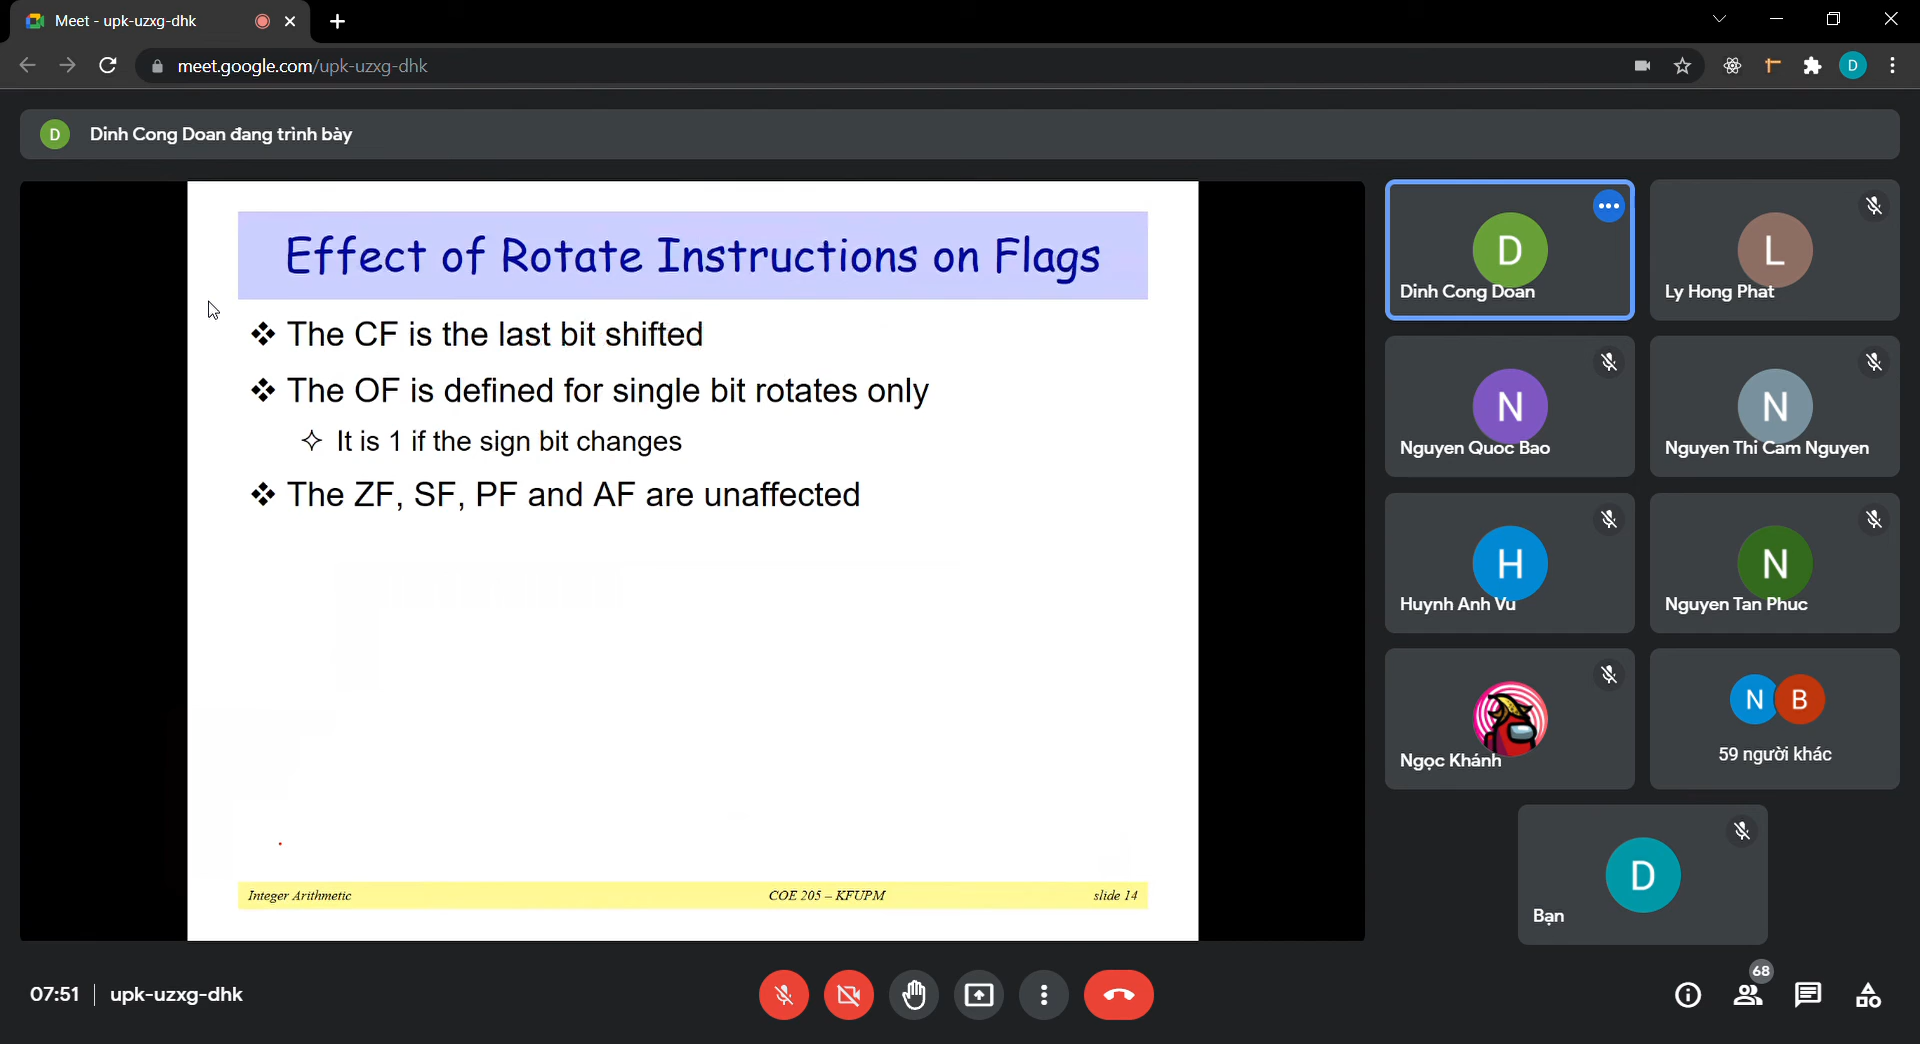 Meet - upk-uzxg-dhk
meet.google.com/upk-uzxg-dhk
D
D
Dinh Cong Doan đang trình bày
Effect of Rotate Instructions on Flags
The CF is the last bit shifted
The OF is defined for single bit rotates only
It is 1 if the sign bit changes
The ZF, SF, PF and AF are unaffected
Integer Arithmetic
COE 205 – KFUPM
slide 14
D
Dinh Cong Doan
L
Ly Hong Phat
N
Nguyen Quoc Bao
N
Nguyen Thi Cam Nguyen
H
Huynh Anh Vu
N
Nguyen Tan Phuc
Ngọc Khánh
N
B
59 người khác
D
Bạn
07:51
upk-uzxg-dhk
68